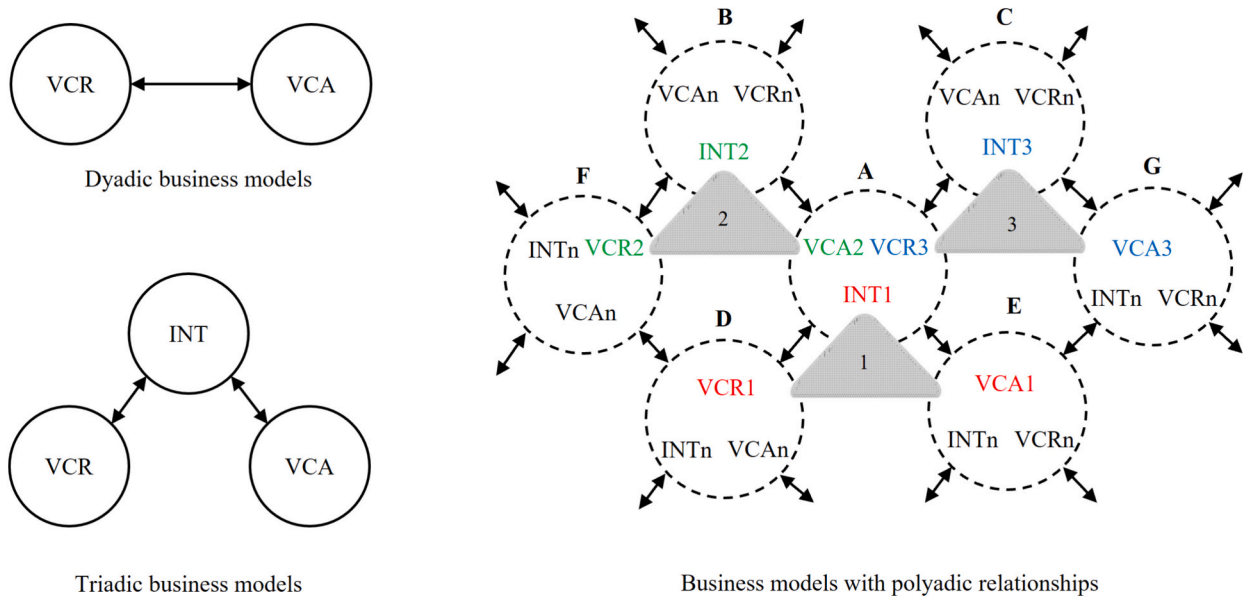 VCR
VCA
Dyadic business models
INT
VCR
VCA
Triadic business models
B
C
VCAn VCRn
VCAn VCRn
INT2
INT3
F
A
G
2
3
INTn VCR2
VCA2 VCR3
VCA3
VCAn
INT1
INTn VCRn
D
E
1
VCR1
VCA1
INTn VCAn
INTn VCRn
Business models with polyadic relationships